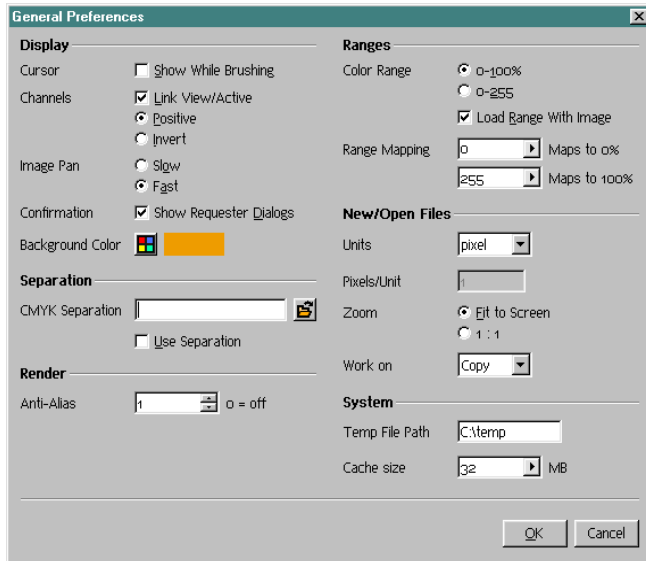 General Preferences
Display
Cursor
Show While Brushing
Channels
Link View/Active
Positive
Invert
Image Pan
Slow
Fast
Confirmation
Show Requester Dialogs
Background Color
Separation
CMYK Separation
Use Separation
Render
Anti-Alias
1
0 = off
Ranges
Color Range
0-100%
0-255
Load Range With Image
Range Mapping
0
Maps to 0%
255
Maps to 100%
New/Open Files
Units
pixel
Pixels/Unit
1
Zoom
Fit to Screen
1 : 1
Work on
Copy
System
Temp File Path
C:\temp
Cache size
32
MB
OK
Cancel